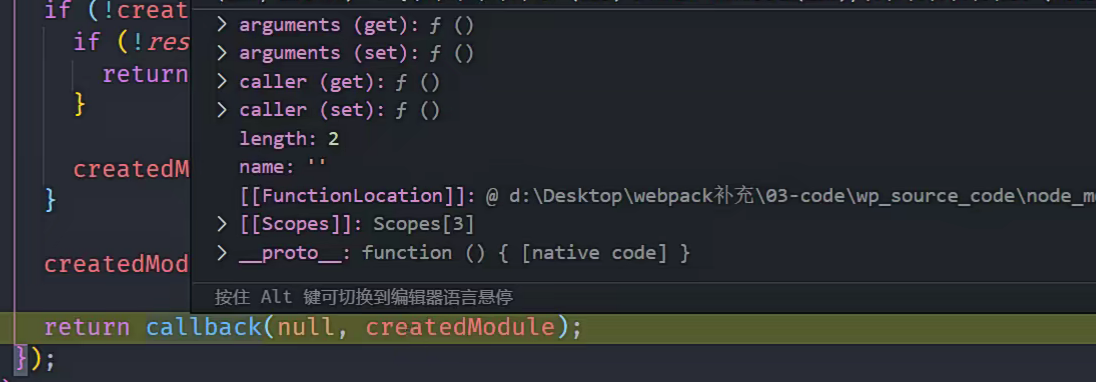 if (!creat
> arguments (get): ƒ ()
if (!res
> arguments (set): ƒ ()
return
> caller (get): ƒ ()
}
> caller (set): ƒ ()
length: 2
name: ''
createdM
[[FunctionLocation]]: @ d:\Desktop\webpack补充\03-code\wp_source_code\node_m
}
> [[Scopes]]: Scopes[3]
> __proto__: function () { [native code] }
createdMod
按住 Alt 键可切换到编辑器语言悬停
return callback(null, createdModule);
});